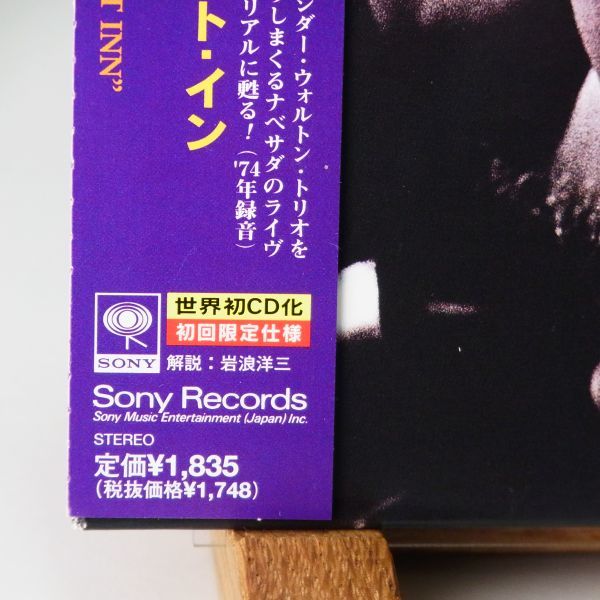 T INN"
ト・イン
ンダー・ウォルトン・トリオを
しまくるナベサダのライヴ
リアルに甦る！（'74年録音）
世界初CD化
初回限定仕様
SONY
解説：岩浪洋三
Sony Records
Sony Music Entertainment (Japan) Inc.
STEREO
定価¥1,835
（税抜価格¥1,748）